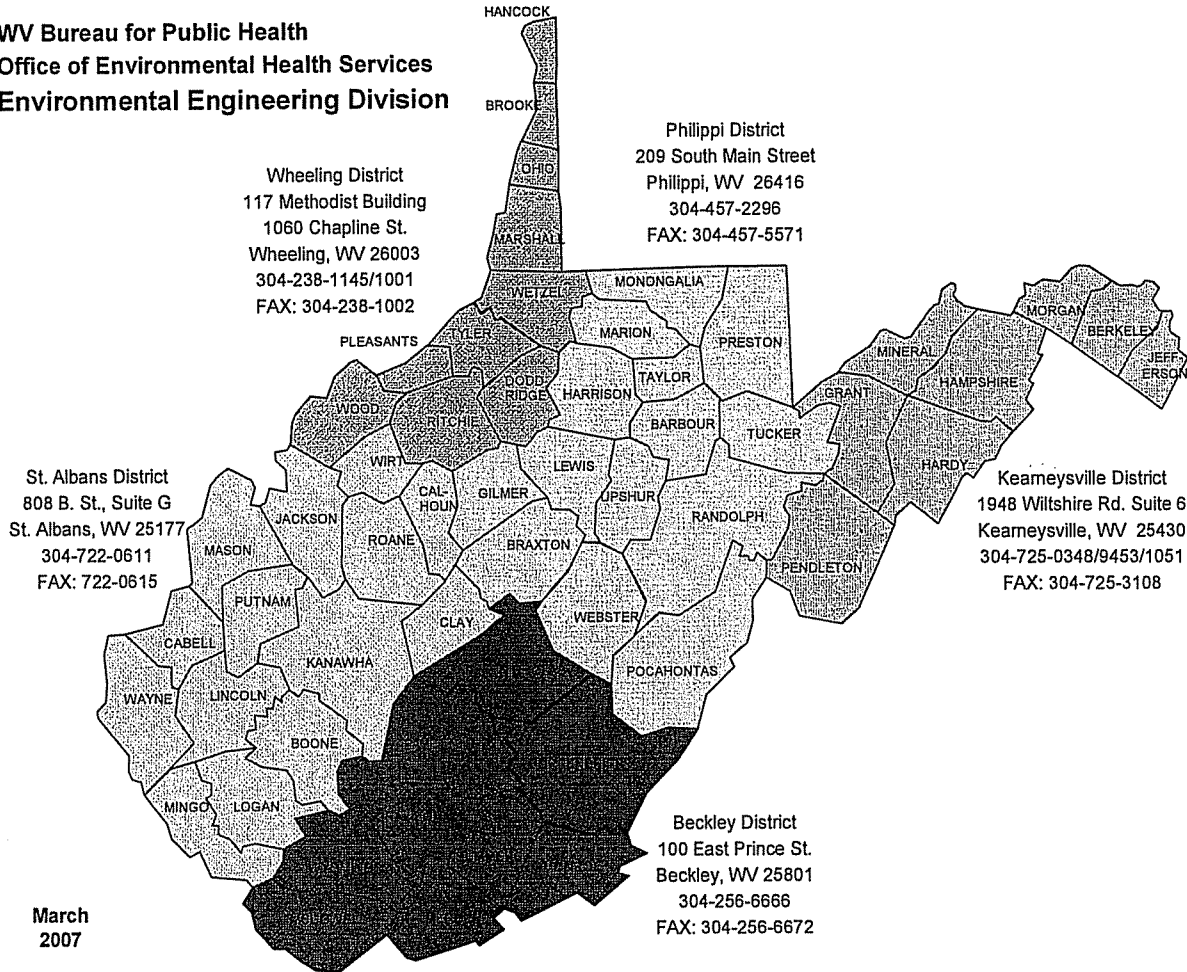 WV Bureau for Public Health
Office of Environmental Health Services
Environmental Engineering Division
Wheeling District
117 Methodist Building
1060 Chapline St.
Wheeling, WV 26003
304-238-1145/1001
FAX: 304-238-1002
Philippi District
209 South Main Street
Philippi, WV 26416
304-457-2296
FAX: 304-457-5571
St. Albans District
808 B. St., Suite G
St. Albans, WV 25177
304-722-0611
FAX: 722-0615
Kearneysville District
1948 Wiltshire Rd. Suite 6
Kearneysville, WV 25430
304-725-0348/9453/1051
FAX: 304-725-3108
Beckley District
100 East Prince St.
Beckley, WV 25801
304-256-6666
FAX: 304-256-6672
HANCOCK
BROOKE
OHIO
MARSHALL
WETZEL
MONONGALIA
MARION
PRESTON
TYLER
PLEASANTS
DODD-
RIDGE
HARRISON
TAYLOR
BARBOUR
TUCKER
MINERAL
GRANT
HAMPSHIRE
MORGAN
BERKELEY
JEFF
ERSON
HARDY
WOOD
RITCHIE
WIRT
CAL-
HOUN
GILMER
LEWIS
UPSHUR
RANDOLPH
PENDLETON
JACKSON
ROANE
BRAXTON
MASON
PUTNAM
CLAY
WEBSTER
POCAHONTAS
CABELL
KANAWHA
WAYNE
LINCOLN
BOONE
MINGO
LOGAN
March
2007